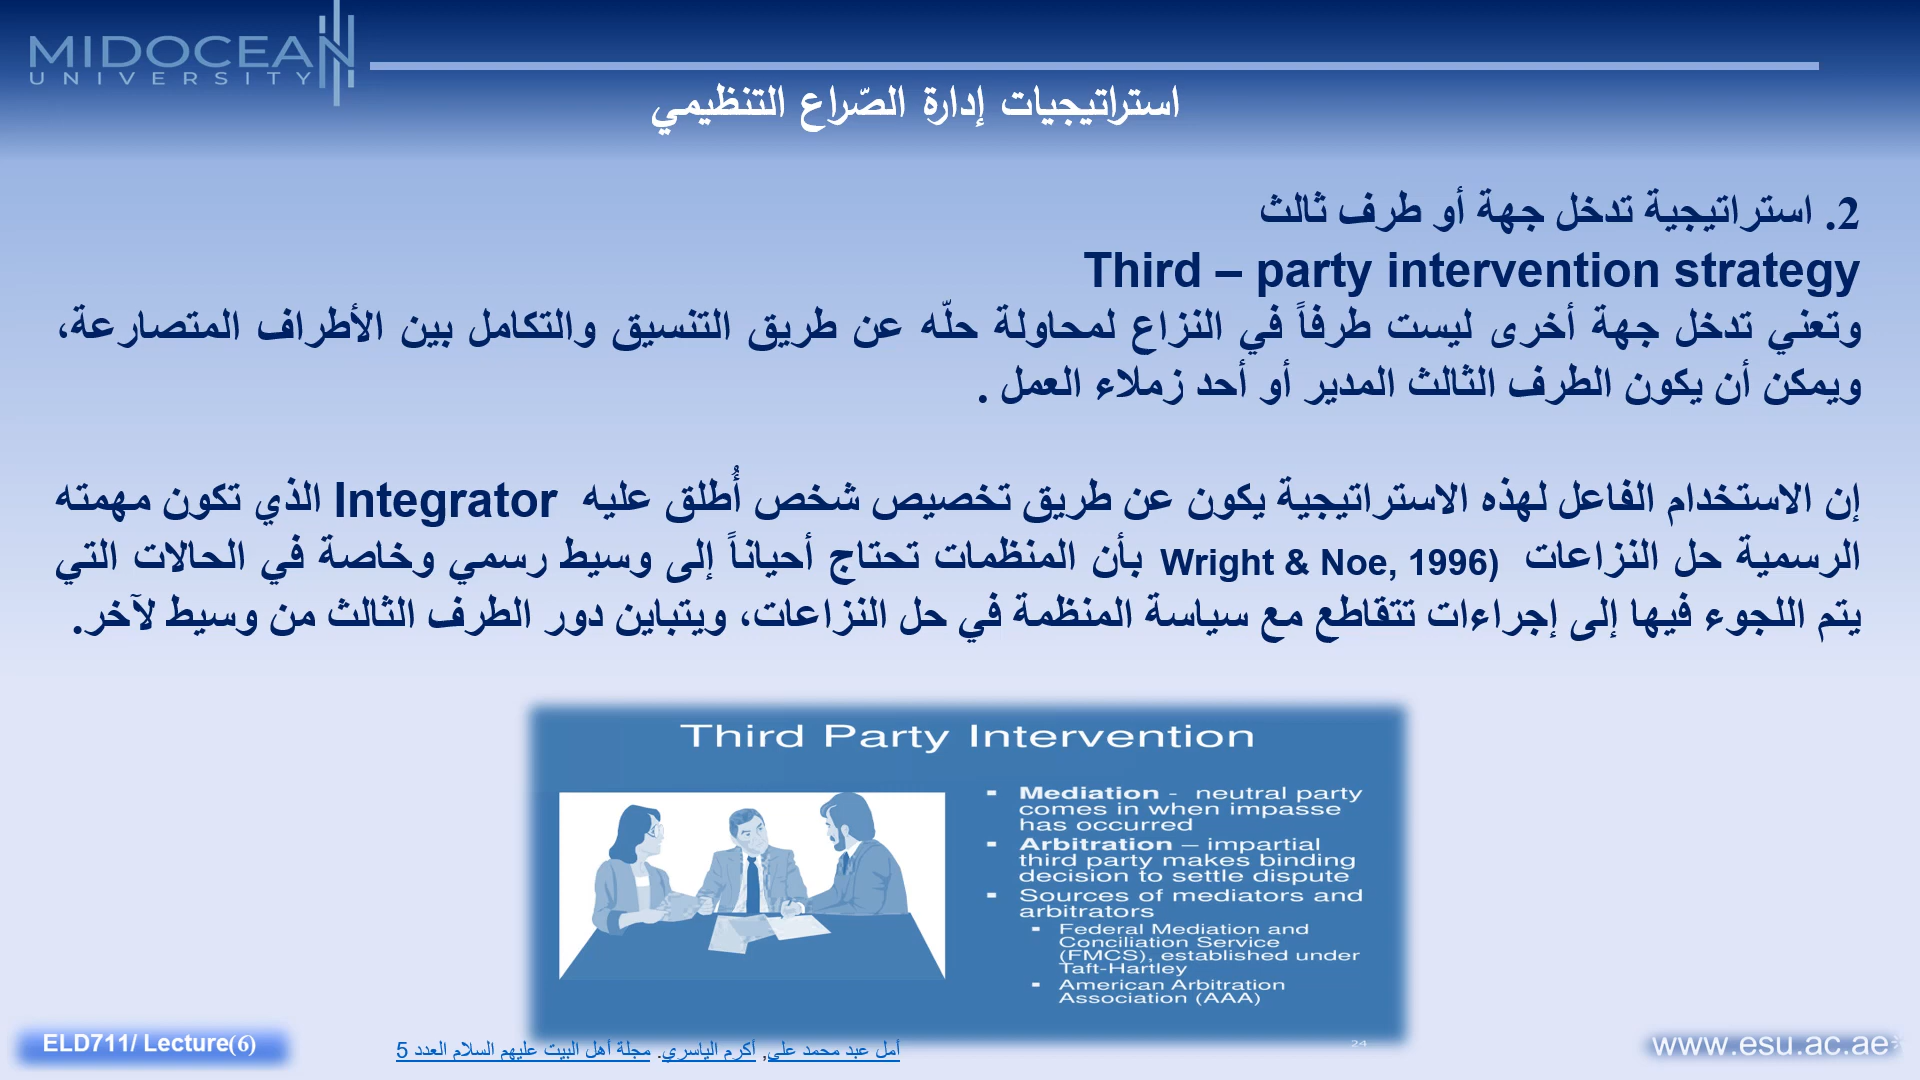 MIDOCEAN
UNIVERSITY
استراتيجيات إدارة الصّراع التنظيمي
2. استراتيجية تدخل جهة أو طرف ثالث
Third – party intervention strategy
وتعني تدخل جهة أخرى ليست طرفاً في النزاع لمحاولة حلّه عن طريق التنسيق والتكامل بين الأطراف المتصارعة،
ويمكن أن يكون الطرف الثالث المدير أو أحد زملاء العمل .
إن الاستخدام الفاعل لهذه الاستراتيجية يكون عن طريق تخصيص شخص أُطلق عليه Integrator الذي تكون مهمته
الرسمية حل النزاعات (Wright & Noe, 1996 بأن المنظمات تحتاج أحياناً إلى وسيط رسمي وخاصة في الحالات التي
يتم اللجوء فيها إلى إجراءات تتقاطع مع سياسة المنظمة في حل النزاعات، ويتباين دور الطرف الثالث من وسيط لآخر.
Third Party Intervention
▪ Mediation - neutral party
comes in when impasse
has occurred
▪ Arbitration – impartial
third party makes binding
decision to settle dispute
▪ Sources of mediators and
arbitrators
▪ Federal Mediation and
Conciliation Service
(FMCS), established under
Taft-Hartley
▪ American Arbitration
Association (AAA)
ELD711/ Lecture(6)
أمل عبد محمد علي, أكرم الياسري. مجلة أهل البيت عليهم السلام العدد 5
24
www.esu.ac.ae